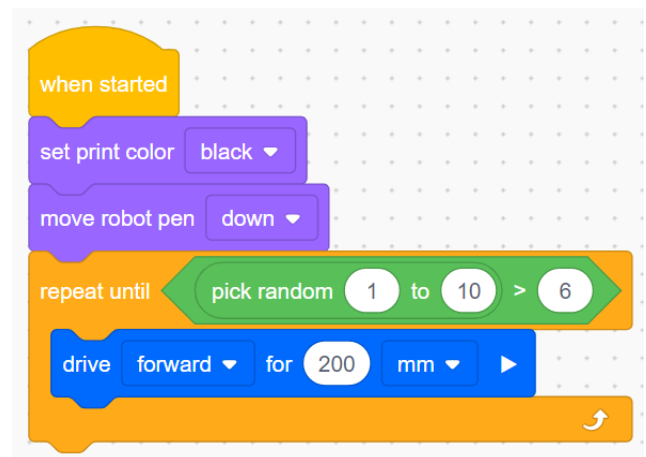 when started
set print color black
move robot pen down
repeat until pick random 1 to 10 > 6
drive forward for 200 mm